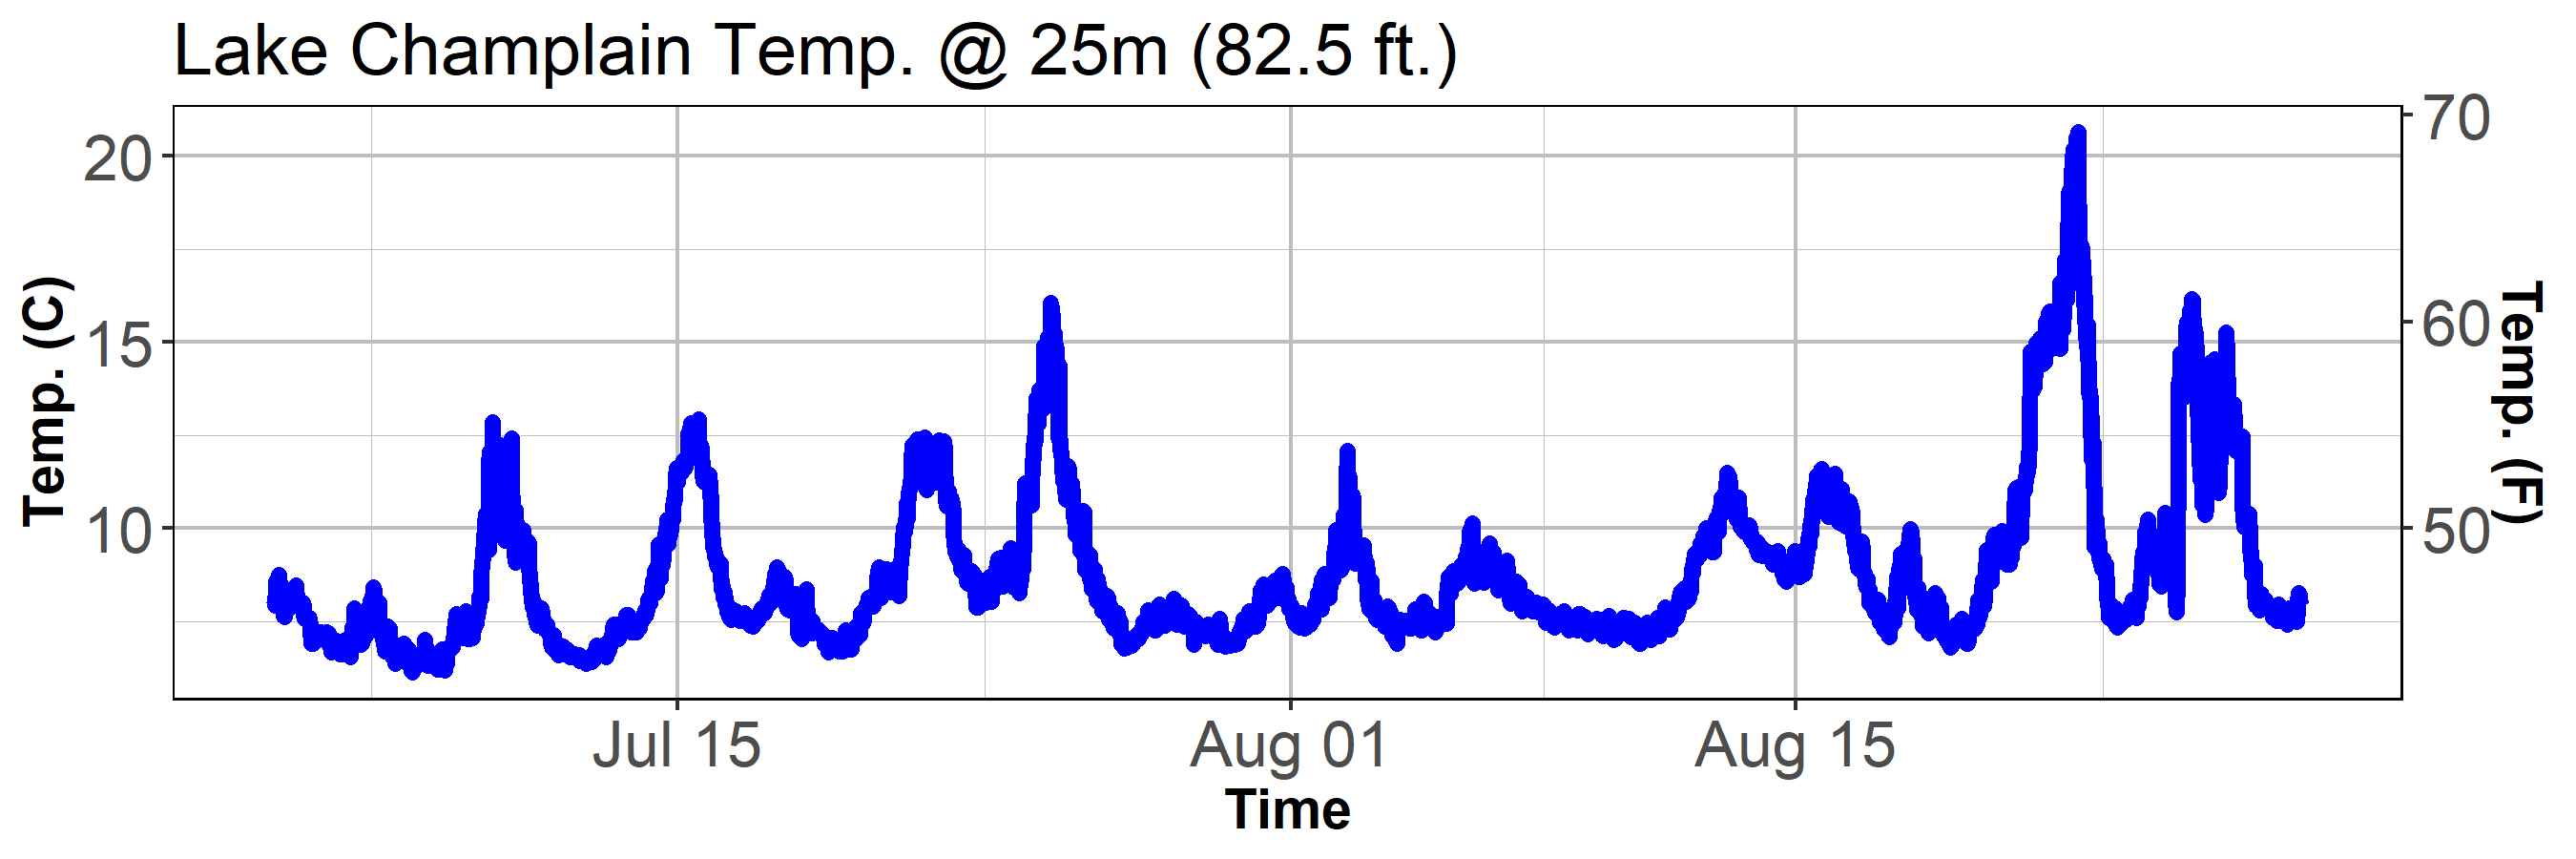 Lake Champlain Temp. @ 25m (82.5 ft.)
70
20
60
15
50
10
Temp. (C)
Temp. (F)
Jul 15
Aug 01
Aug 15
Time